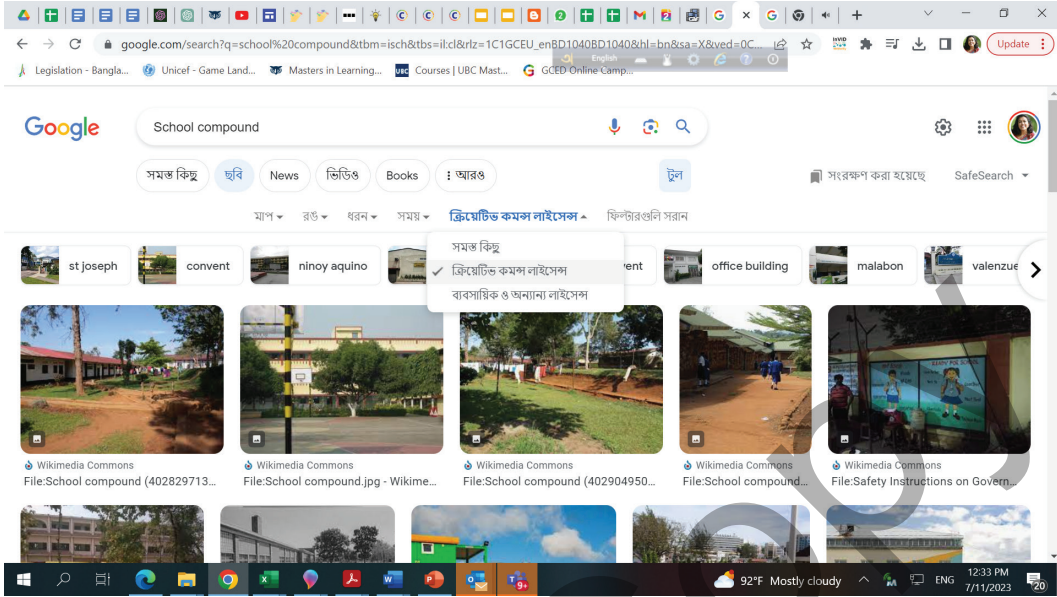 google.com/search?q=school%20compound&tbm=isch&tbs=il:cl&rlz=1C1GCEU_enBD1040BD1040&hl=bn&sa=X&ved=0C...
Update
Legislation - Bangla...
Unicef - Game Land...
Masters in Learning...
UBC
Courses | UBC Mast...
GCED Online Camp...
English
Google
School compound
সমস্ত কিছু
ছবি
News
ভিডিও
Books
আরও
টুল
সংরক্ষণ করা হয়েছে
SafeSearch
মাপ
রঙ
ধরন
সময়
ক্রিয়েটিভ কমন্স লাইসেন্স
ফিল্টারগুলি সরান
সমস্ত কিছু
ক্রিয়েটিভ কমন্স লাইসেন্স
ব্যবসায়িক ও অন্যান্য লাইসেন্স
st joseph
convent
ninoy aquino
office building
malabon
valenzue
Wikimedia Commons
File:School compound (402829713...
Wikimedia Commons
File:School compound.jpg - Wikime...
Wikimedia Commons
File:School compound (402904950...
Wikimedia Commons
File:School compound...
Wikimedia Commons
File:Safety Instructions on Govern...
92°F Mostly cloudy
ENG
12:33 PM
7/11/2023
20